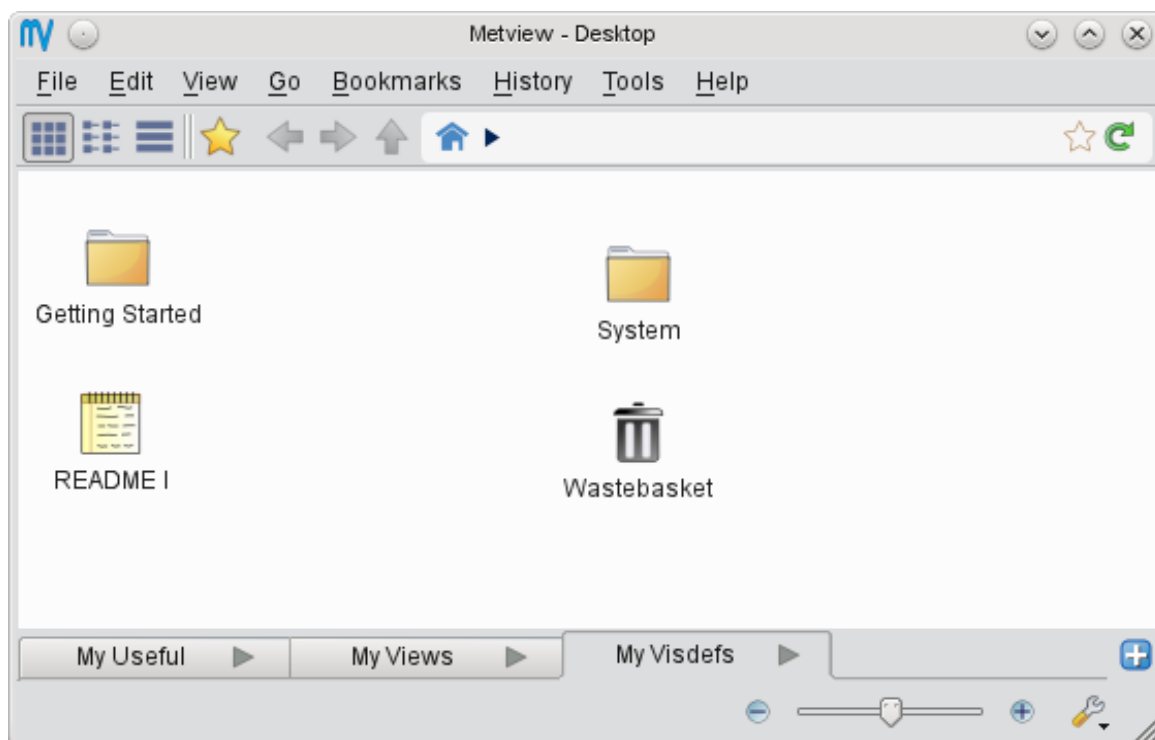 Metview - Desktop
File Edit View Go Bookmarks History Tools Help
Getting Started
System
README I
Wastebasket
My Useful My Views My Visdefs